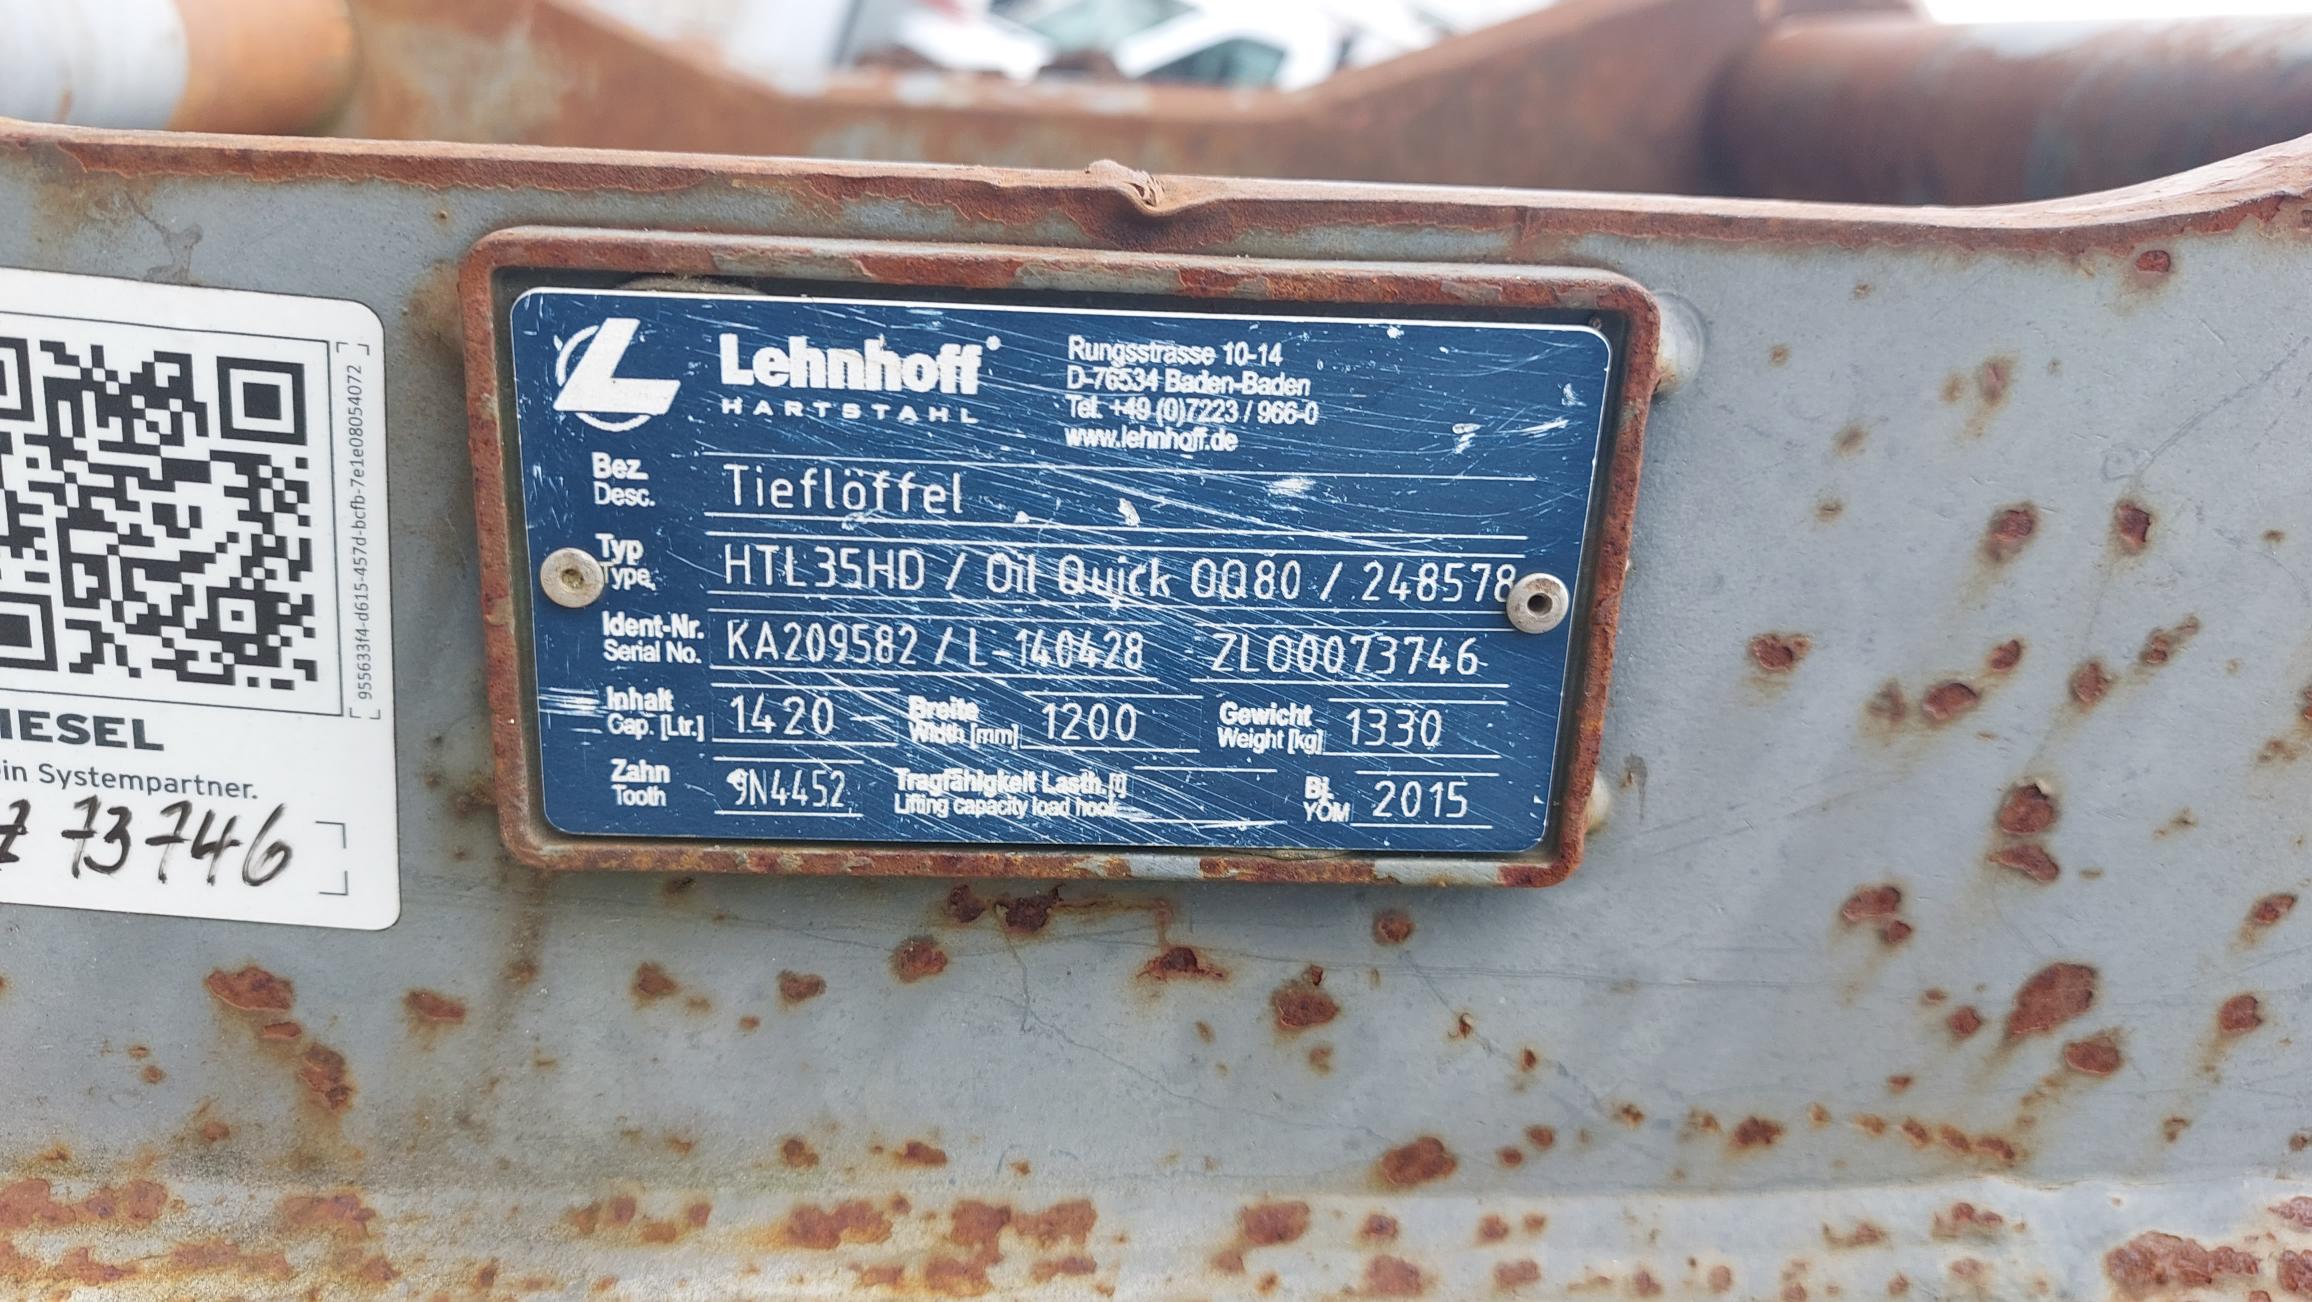 Lehnhoff
HARTSTAHL
Rungsstrasse 10-14
D-76534 Baden-Baden
Tel. +49 (0)7223 / 966-0
www.lehnhoff.de
Bez.
Desc.
Tieflöffel
Typ
Type
HTL35HD / Oil Quick OQ80 / 248578
Ident-Nr.
Serial No.
KA209582 / L-140428 ZL00073746
Inhalt
Cap. [Ltr.]
1420
Breite
Width [mm]
1200
Gewicht
Weight [kg]
1330
Zahn
Tooth
9N4452
Tragfähigkeit Lasth. [t]
Lifting capacity load hook
Bj.
YOM
2015
955633f4-d615-457d-bcfb-7e1e08054072
IESEL
in Systempartner.
73746